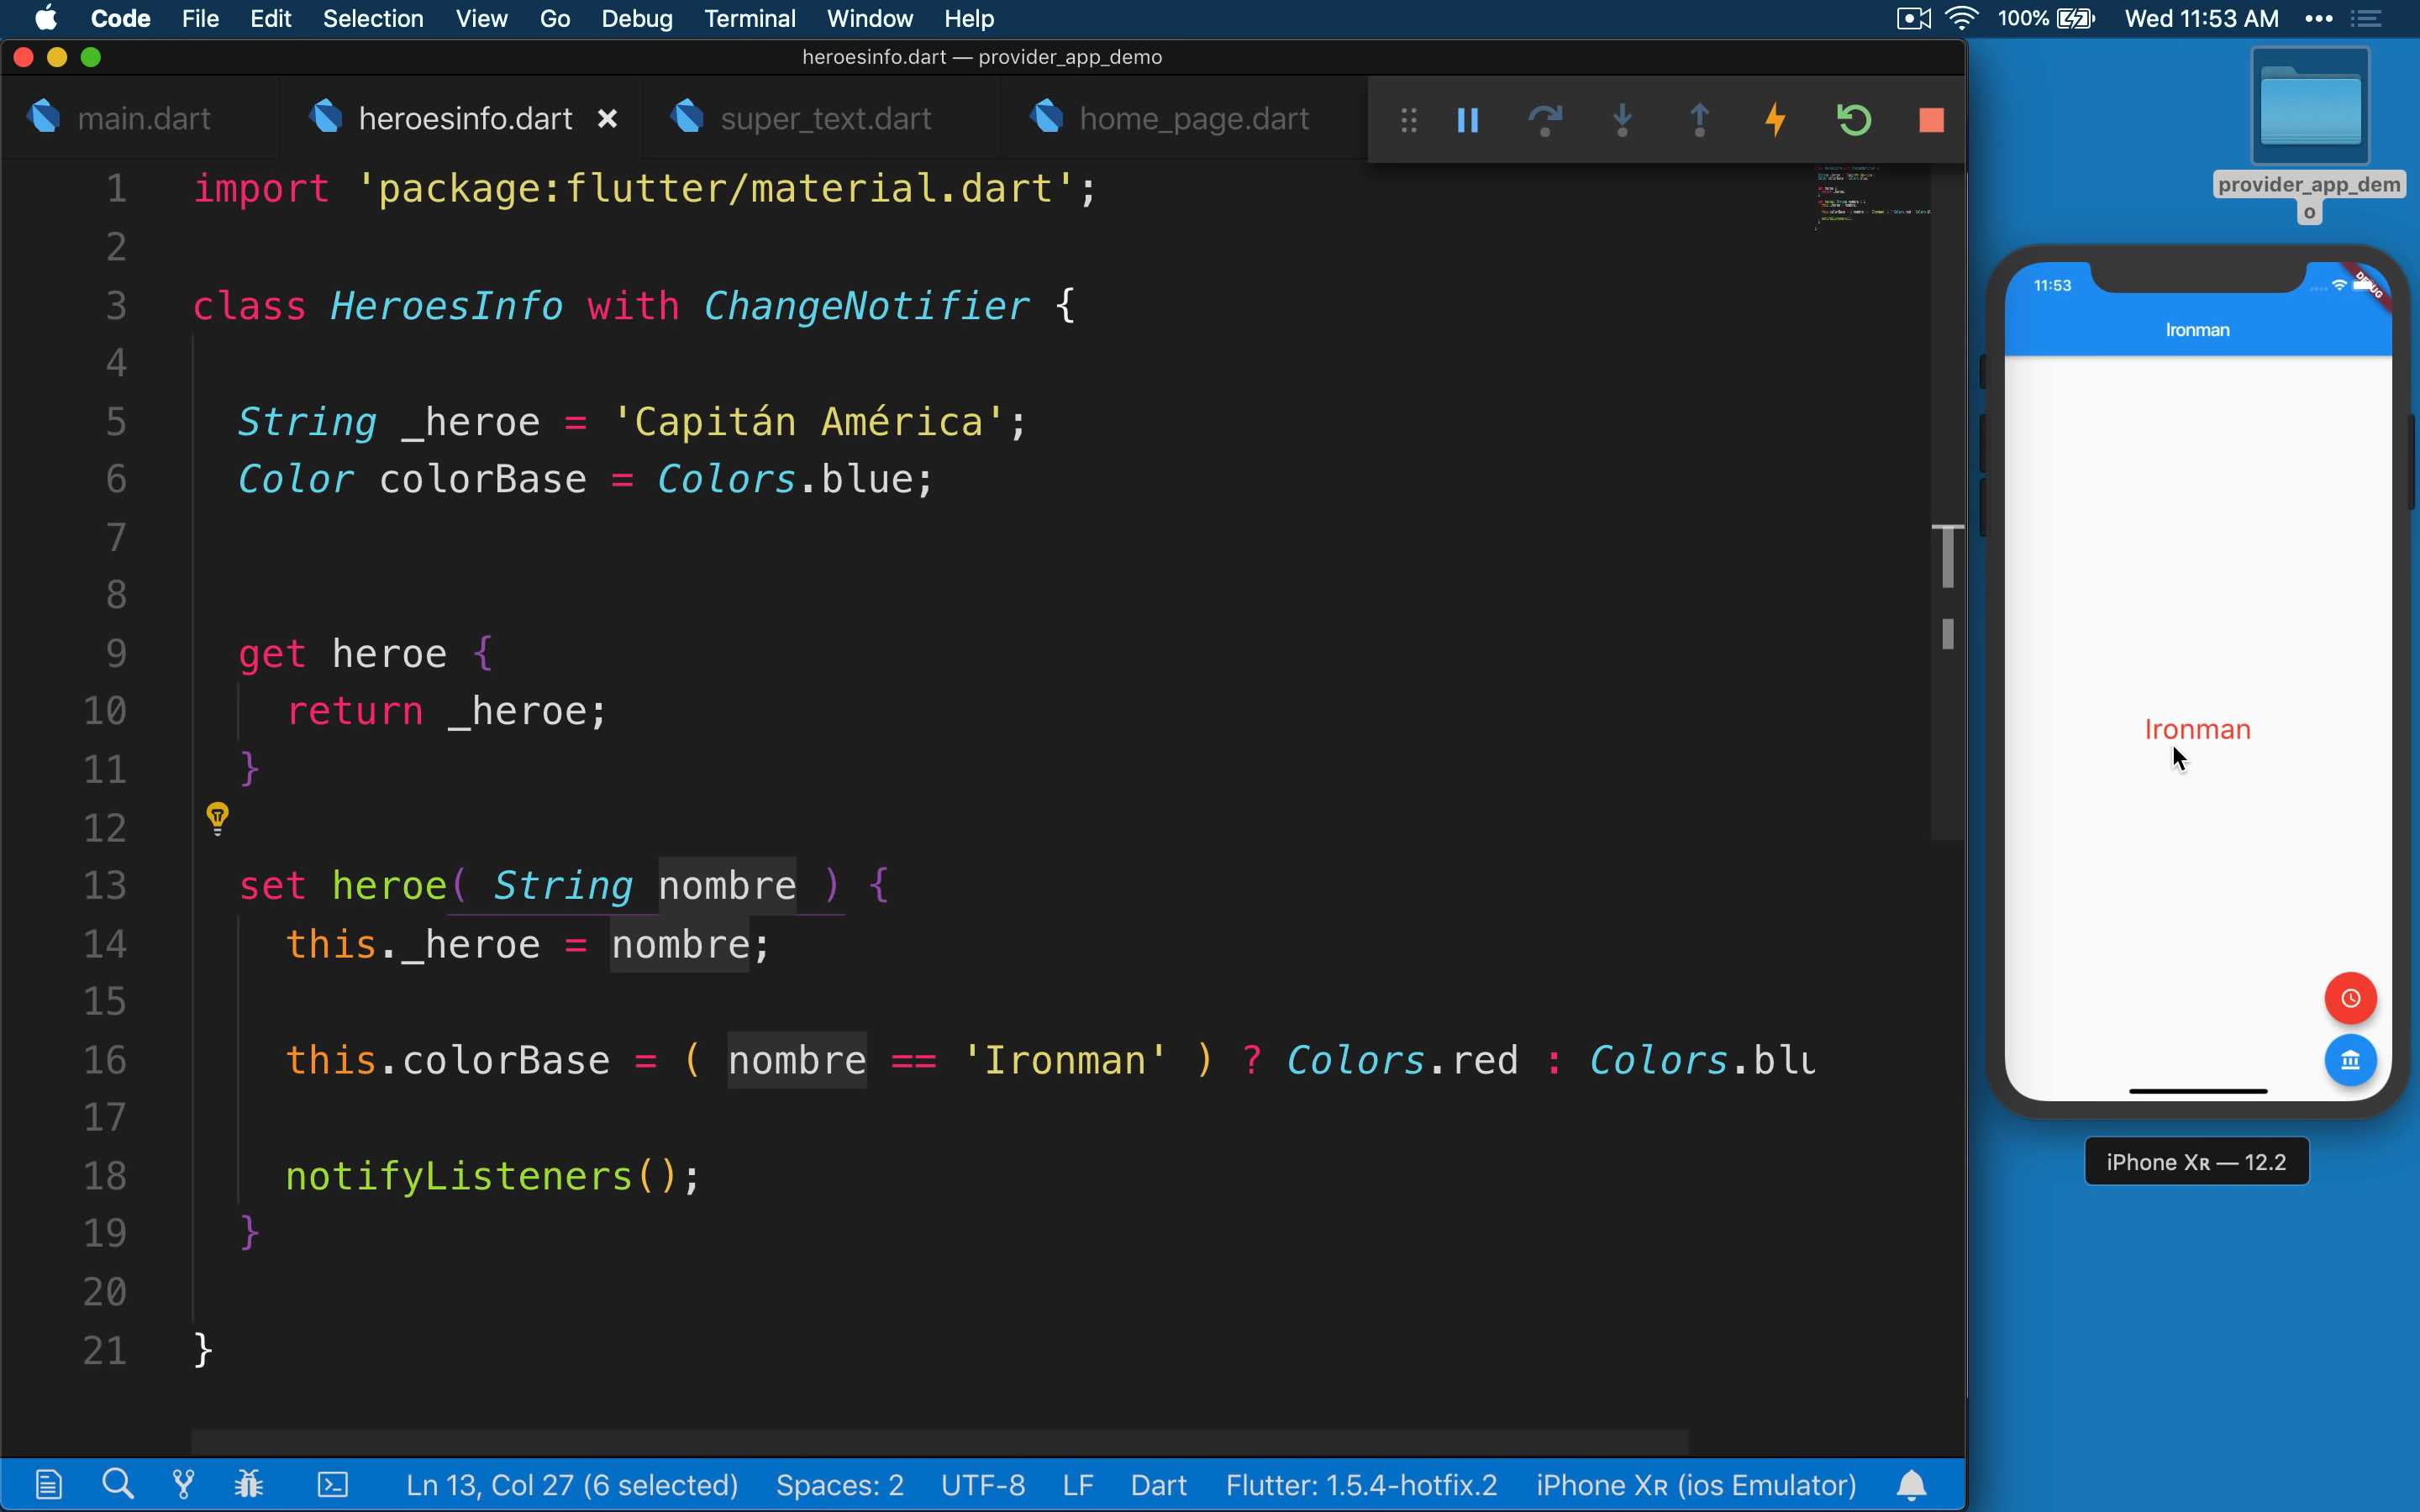 Code File Edit Selection View Go Debug Terminal Window Help 100% Wed 11:53 AM
heroesinfo.dart — provider_app_demo
main.dart heroesinfo.dart super_text.dart home_page.dart
1 import 'package:flutter/material.dart';
2
3 class HeroesInfo with ChangeNotifier {
4
5 String _heroe = 'Capitán América';
6 Color colorBase = Colors.blue;
7
8
9 get heroe {
10 return _heroe;
11 }
12
13 set heroe( String nombre ) {
14 this._heroe = nombre;
15
16 this.colorBase = ( nombre == 'Ironman' ) ? Colors.red : Colors.blu
17
18 notifyListeners();
19 }
20
21 }
Ln 13, Col 27 (6 selected) Spaces: 2 UTF-8 LF Dart Flutter: 1.5.4-hotfix.2 iPhone Xʀ (ios Emulator)
provider_app_dem
o
11:53
DEBUG
Ironman
Ironman
iPhone Xʀ — 12.2